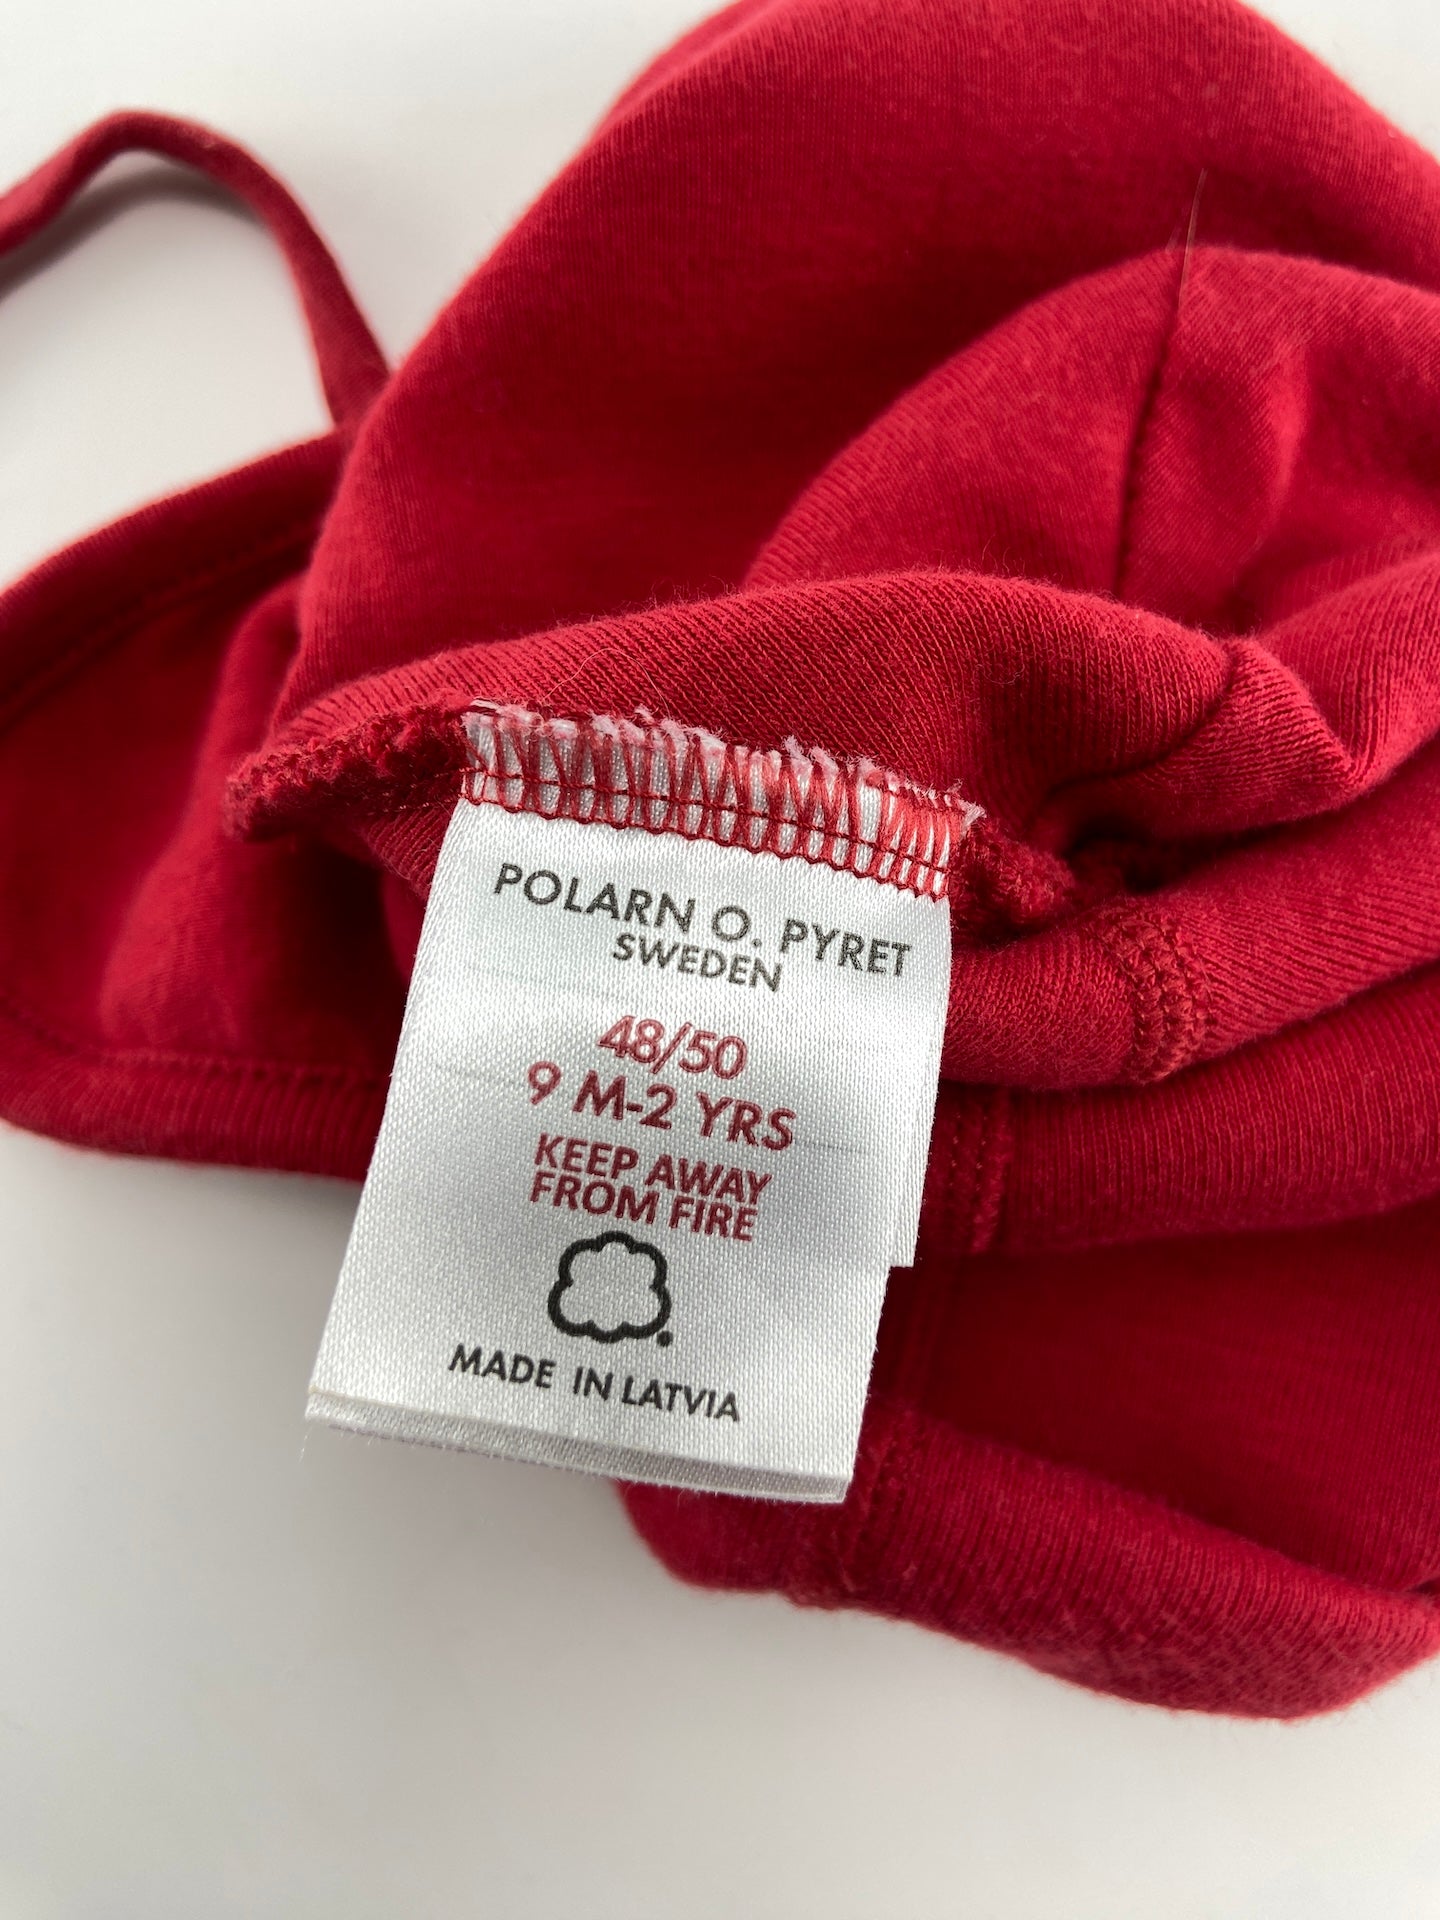 POLARN O. PYRET
SWEDEN
48/50
9 M-2 YRS
KEEP AWAY
FROM FIRE
MADE IN LATVIA